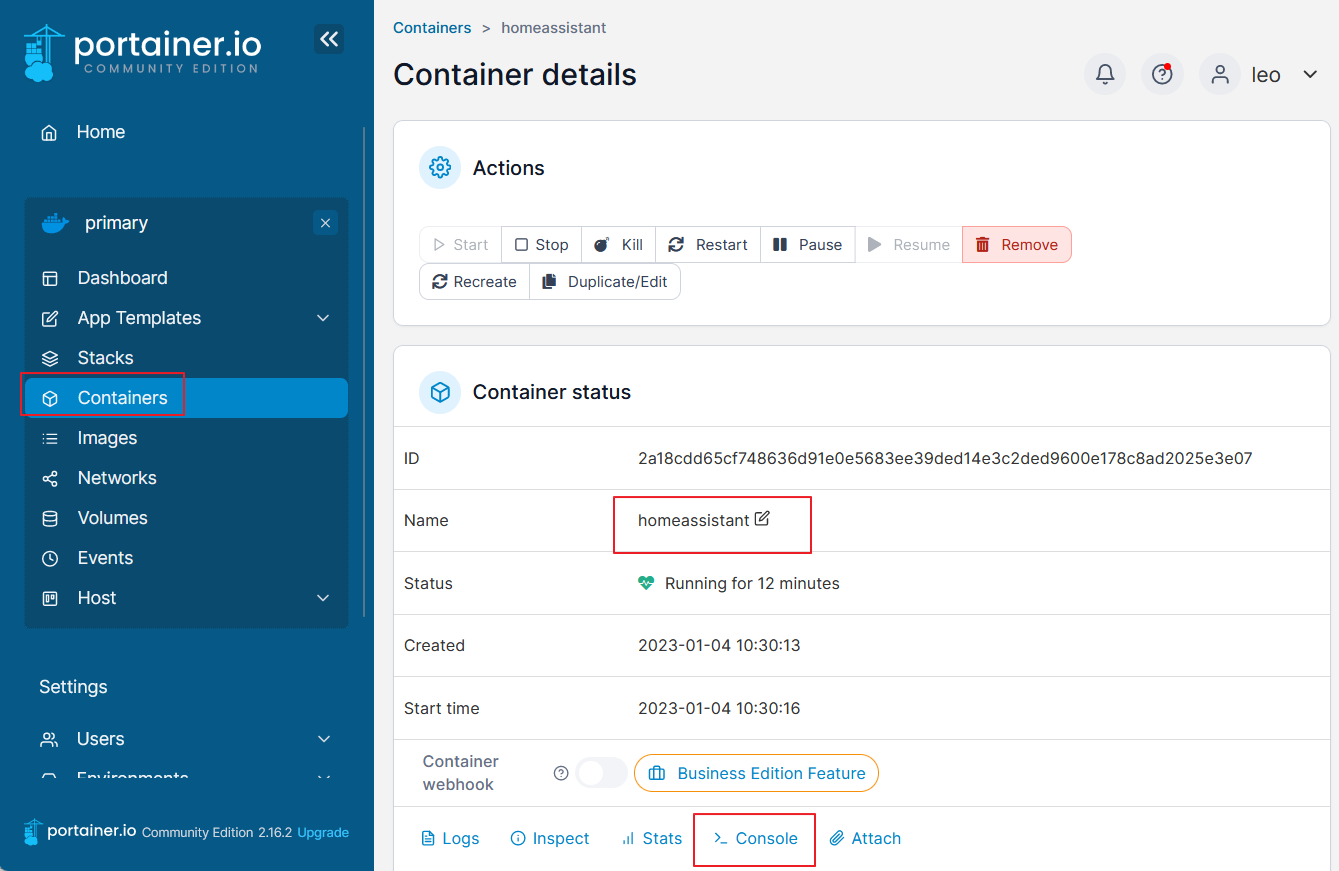 portainer.io
COMMUNITY EDITION
Home
primary
Dashboard
App Templates
Stacks
Containers
Images
Networks
Volumes
Events
Host
Settings
Users
Environments
portainer.io Community Edition 2.16.2 Upgrade
Containers > homeassistant
Container details
leo
Actions
Start Stop Kill Restart Pause Resume Remove
Recreate Duplicate/Edit
Container status
ID 2a18cdd65cf748636d91e0e5683ee39ded14e3c2ded9600e178c8ad2025e3e07
Name homeassistant
Status Running for 12 minutes
Created 2023-01-04 10:30:13
Start time 2023-01-04 10:30:16
Container
webhook
Business Edition Feature
Logs Inspect Stats >_ Console Attach